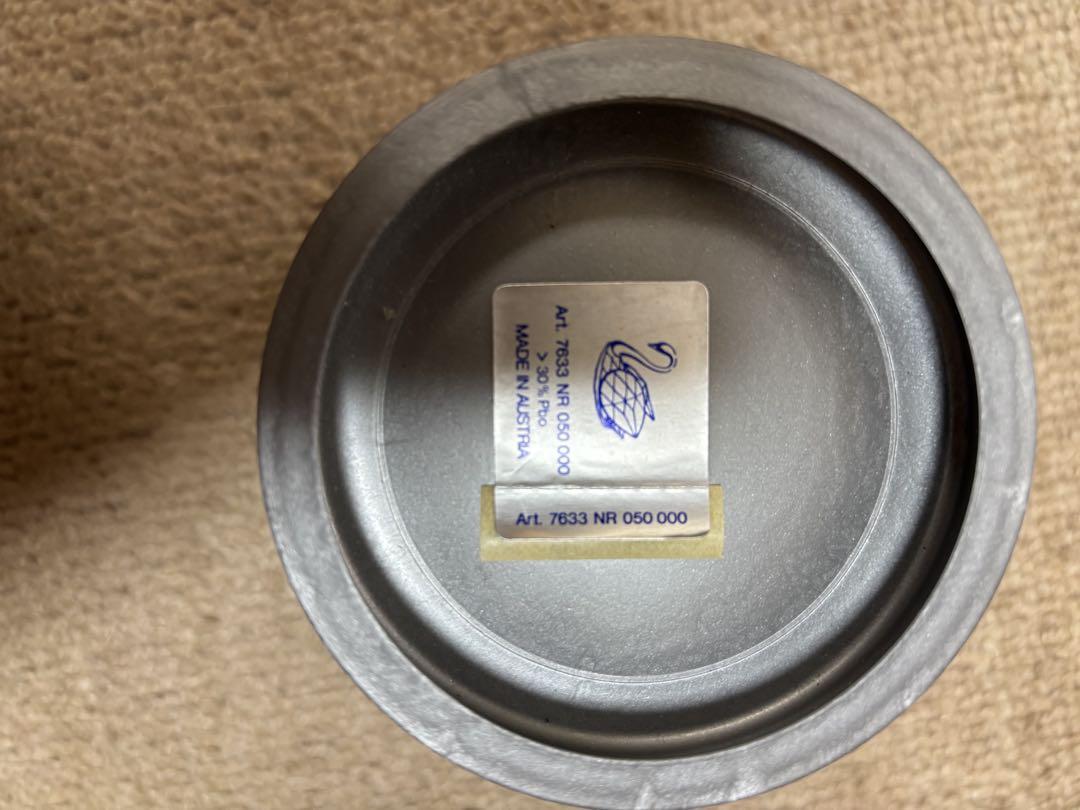 Art. 7633 NR 050 000
> 30% Pbo
MADE IN AUSTRIA
Art. 7633 NR 050 000